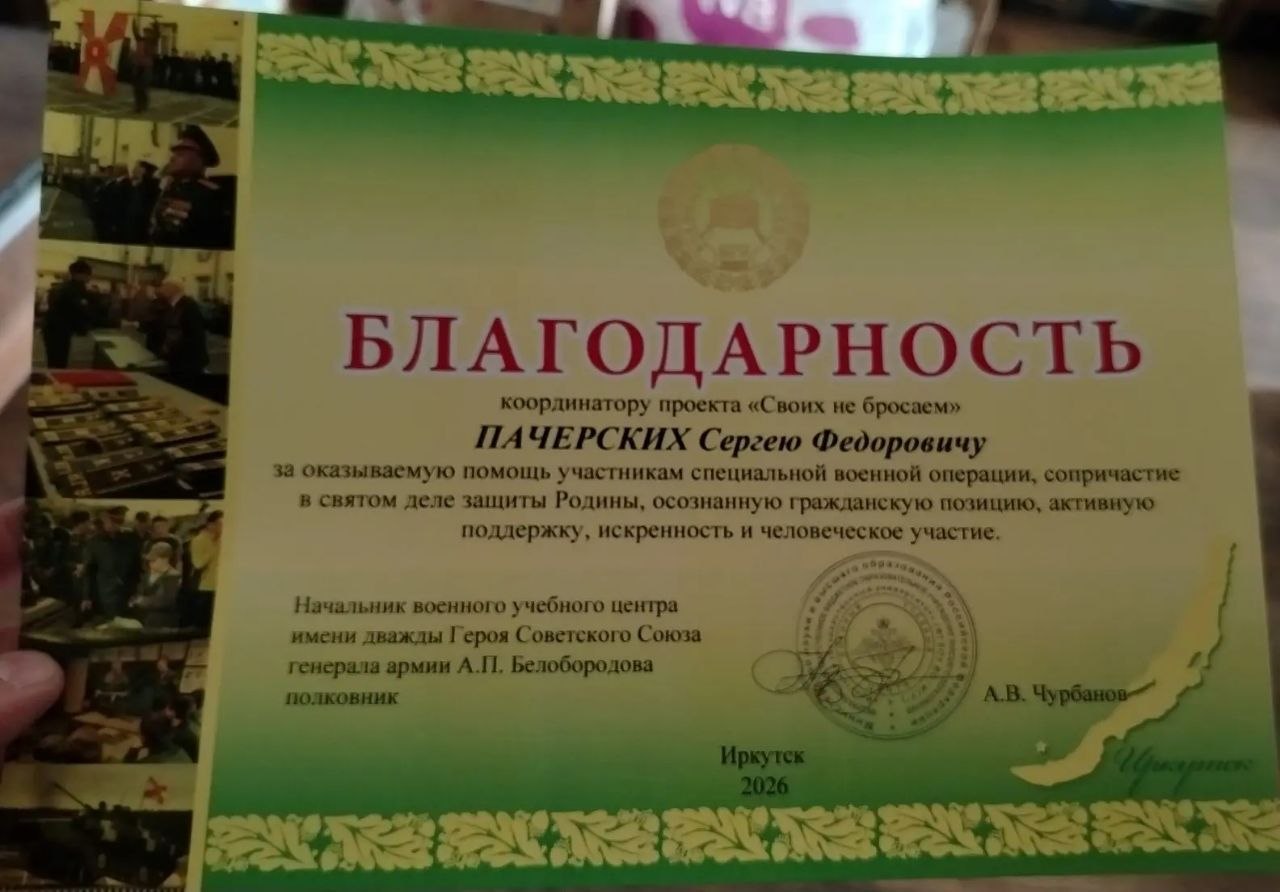 БЛАГОДАРНОСТЬ
координатору проекта «Своих не бросаем»
ПАЧЕРСКИХ Сергею Федоровичу
за оказываемую помощь участникам специальной военной операции, сопричастие
в святом деле защиты Родины, осознанную гражданскую позицию, активную
поддержку, искренность и человеческое участие.
Начальник военного учебного центра
имени дважды Героя Советского Союза
генерала армии А.П. Белобородова
полковник
А.В. Чурбанов
Иркутск
2026
Иркутск